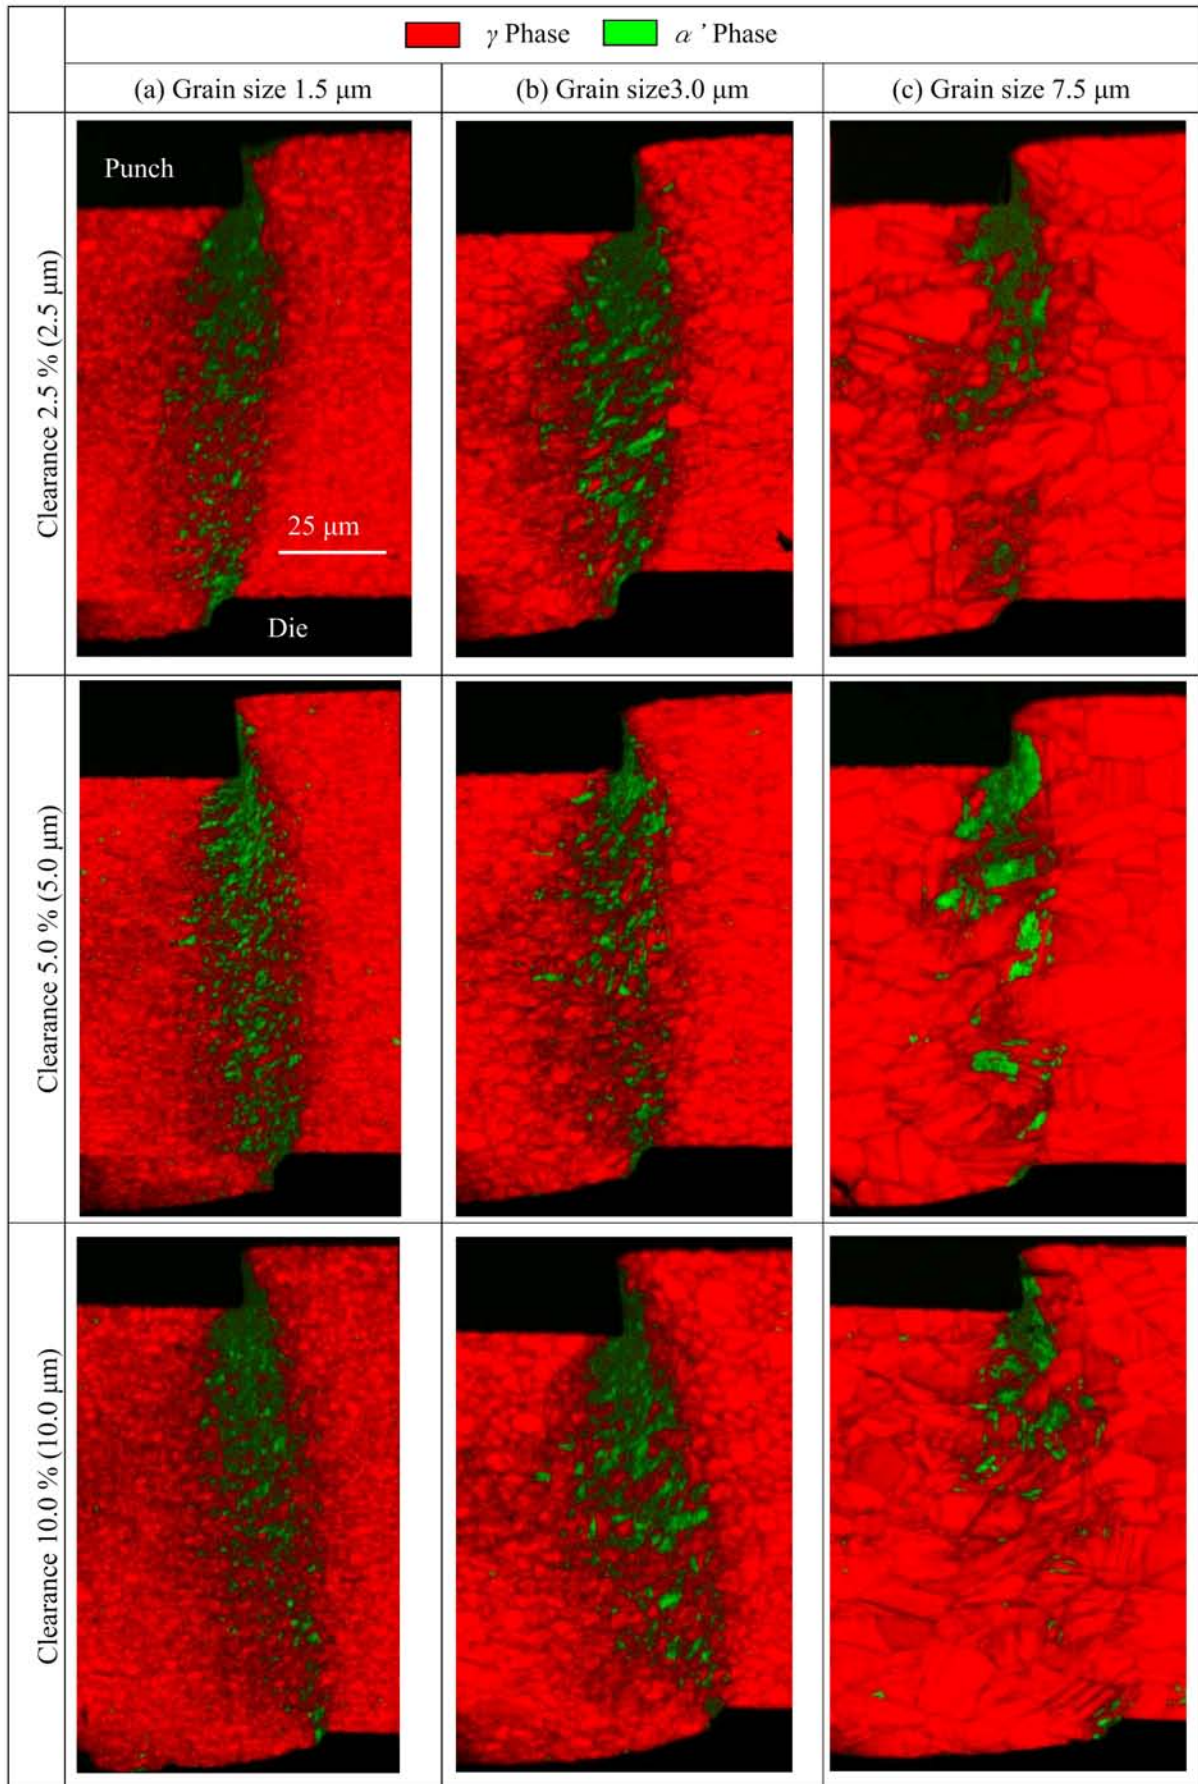 γ Phase
α ’ Phase
(a) Grain size 1.5 μm
(b) Grain size3.0 μm
(c) Grain size 7.5 μm
Clearance 2.5 % (2.5 μm)
Punch
25 μm
Die
Clearance 5.0 % (5.0 μm)
Clearance 10.0 % (10.0 μm)